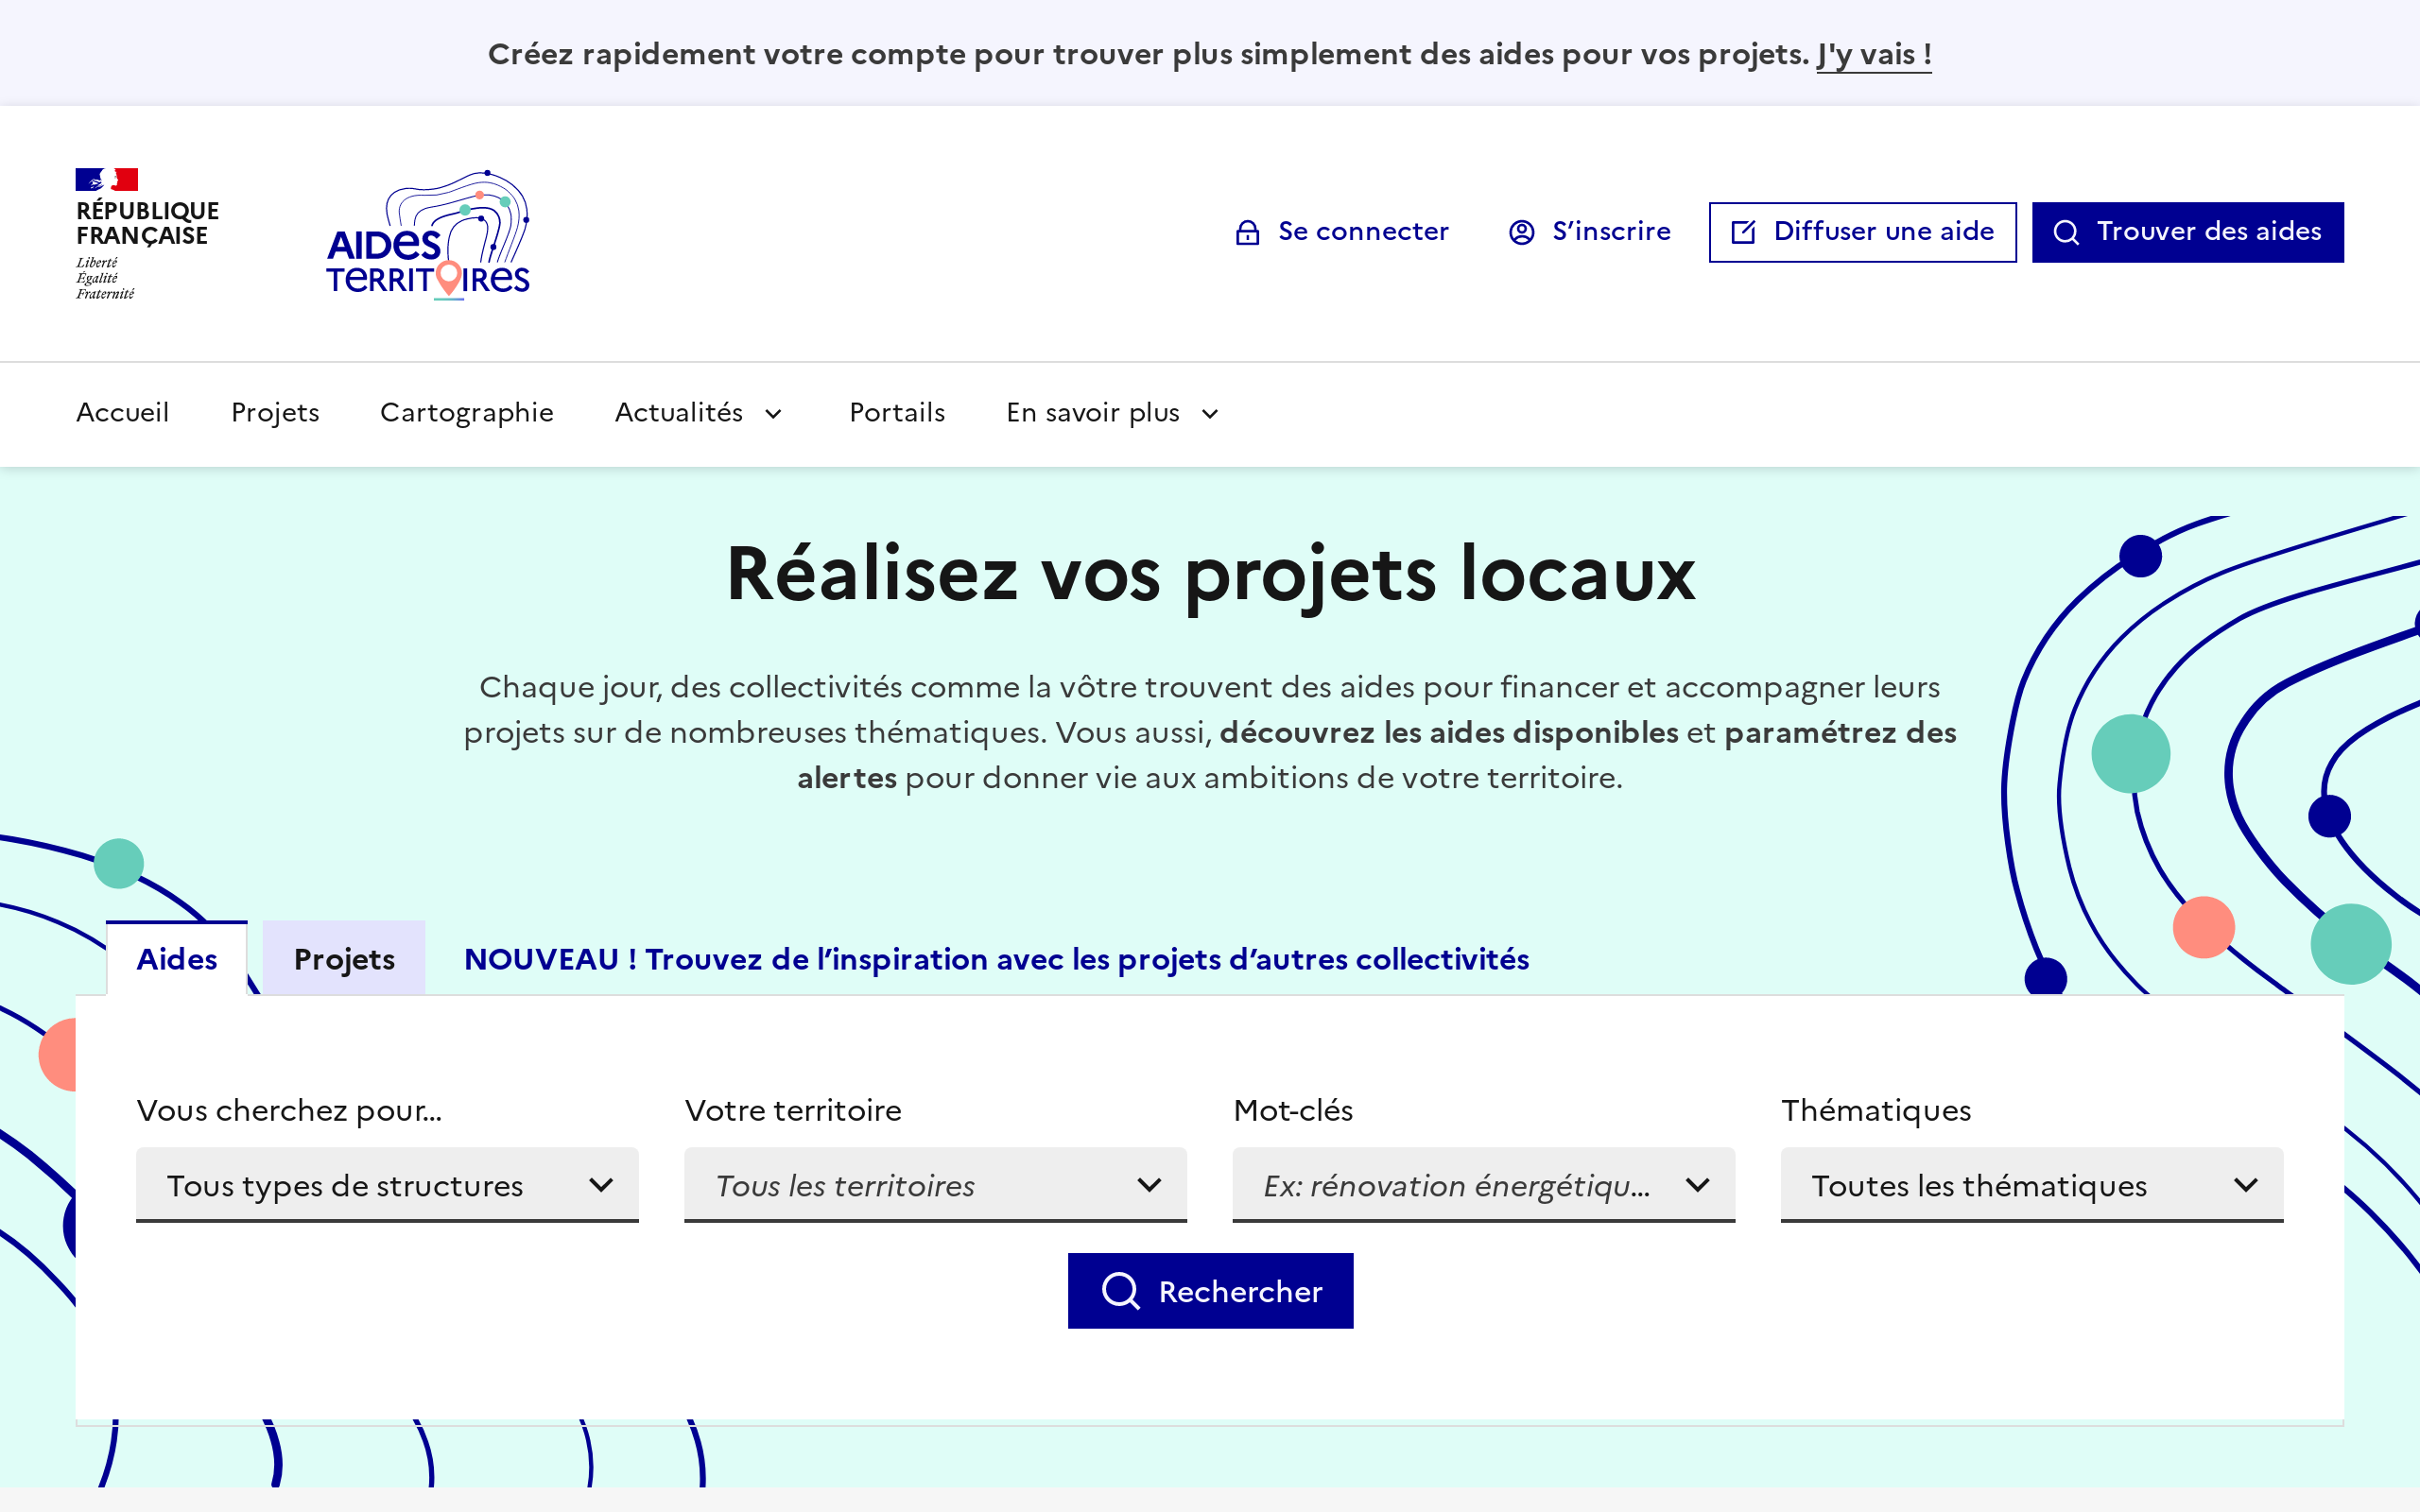 Créez rapidement votre compte pour trouver plus simplement des aides pour vos projets. J'y vais !
RÉPUBLIQUE
FRANÇAISE
Liberté
Égalité
Fraternité
AIDes
TERRITOIRes
Se connecter
S’inscrire
Diffuser une aide
Trouver des aides
Accueil
Projets
Cartographie
Actualités
Portails
En savoir plus
Réalisez vos projets locaux
Chaque jour, des collectivités comme la vôtre trouvent des aides pour financer et accompagner leurs
projets sur de nombreuses thématiques. Vous aussi, découvrez les aides disponibles et paramétrez des
alertes pour donner vie aux ambitions de votre territoire.
Aides
Projets
NOUVEAU ! Trouvez de l’inspiration avec les projets d’autres collectivités
Vous cherchez pour...
Votre territoire
Mot-clés
Thématiques
Tous types de structures
Tous les territoires
Ex: rénovation énergétiqu...
Toutes les thématiques
Rechercher